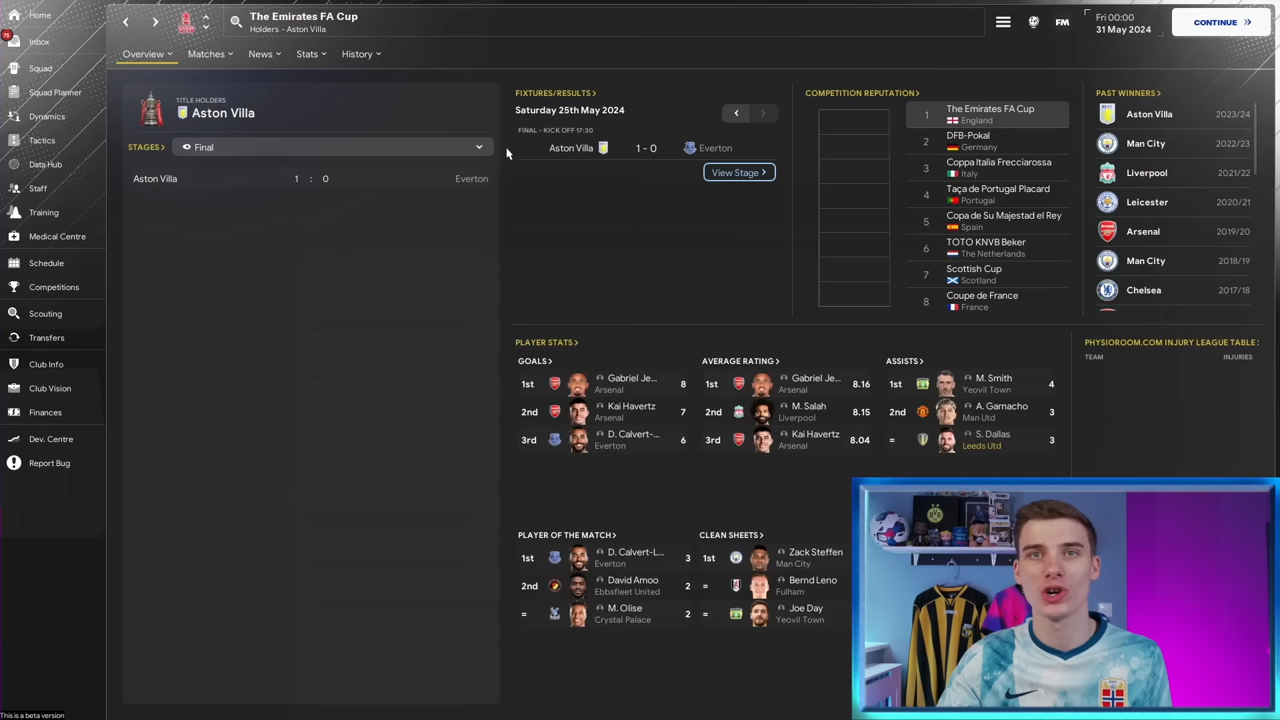 Home
75
Inbox
Squad
Squad Planner
Dynamics
Tactics
Data Hub
Staff
Training
Medical Centre
Schedule
Competitions
Scouting
Transfers
Club Info
Club Vision
Finances
Dev. Centre
Report Bug
This is a beta version
The Emirates FA Cup
Holders - Aston Villa
FM
Fri 00:00
31 May 2024
CONTINUE
Overview
Matches
News
Stats
History
TITLE HOLDERS
Aston Villa
STAGES
Final
Aston Villa 1 : 0 Everton
FIXTURES/RESULTS
Saturday 25th May 2024
FINAL - KICK OFF 17:30
Aston Villa 1 - 0 Everton
View Stage
COMPETITION REPUTATION
1 The Emirates FA Cup
England
2 DFB-Pokal
Germany
3 Coppa Italia Frecciarossa
Italy
4 Taça de Portugal Placard
Portugal
5 Copa de Su Majestad el Rey
Spain
6 TOTO KNVB Beker
The Netherlands
7 Scottish Cup
Scotland
8 Coupe de France
France
PAST WINNERS
Aston Villa 2023/24
Man City 2022/23
Liverpool 2021/22
Leicester 2020/21
Arsenal 2019/20
Man City 2018/19
Chelsea 2017/18
PLAYER STATS
GOALS
1st Gabriel Je... 8
Arsenal
2nd Kai Havertz 7
Arsenal
3rd D. Calvert-... 6
Everton
AVERAGE RATING
1st Gabriel Je... 8.16
Arsenal
2nd M. Salah 8.15
Liverpool
3rd Kai Havertz 8.04
Arsenal
ASSISTS
1st M. Smith 4
Yeovil Town
2nd A. Garnacho 3
Man Utd
= S. Dallas 3
Leeds Utd
PHYSIOROOM.COM INJURY LEAGUE TABLE
TEAM INJURIES
PLAYER OF THE MATCH
1st D. Calvert-L... 3
Everton
2nd David Amoo 2
Ebbsfleet United
= M. Olise 2
Crystal Palace
CLEAN SHEETS
1st Zack Steffen
Man City
= Bernd Leno
Fulham
= Joe Day
Yeovil Town